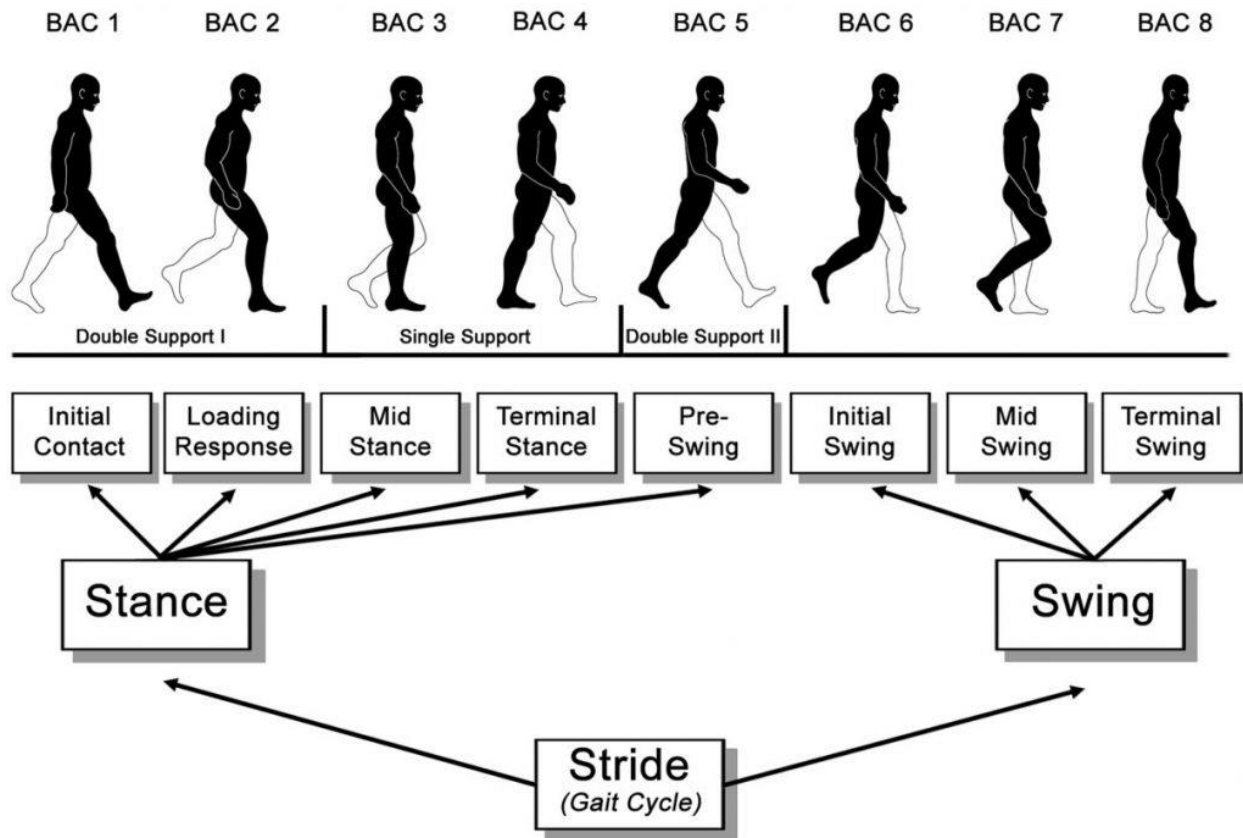 BAC 1
BAC 2
BAC 3
BAC 4
BAC 5
BAC 6
BAC 7
BAC 8
Double Support I
Single Support
Double Support II
Initial
Contact
Loading
Response
Mid
Stance
Terminal
Stance
Pre-
Swing
Initial
Swing
Mid
Swing
Terminal
Swing
Stance
Swing
Stride
(Gait Cycle)